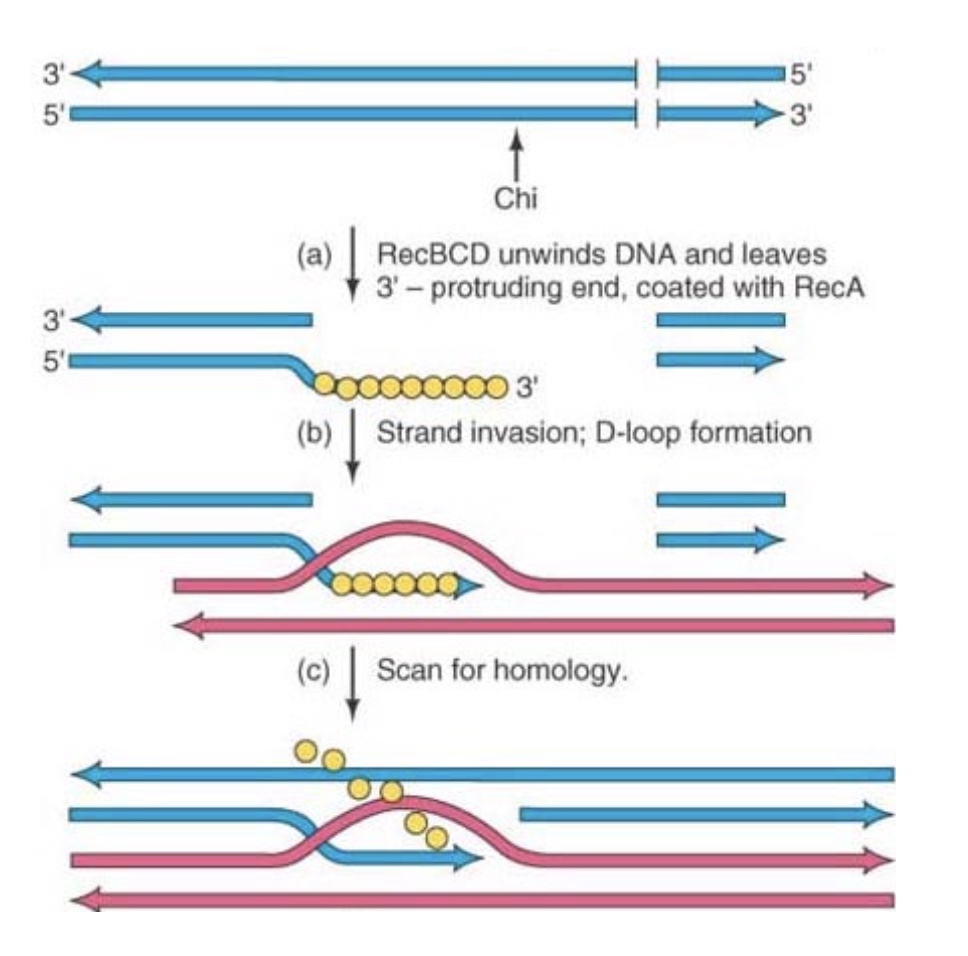 3' 5'
5' 3'
Chi
(a) RecBCD unwinds DNA and leaves
3' – protruding end, coated with RecA
3'
5' 3'
(b) Strand invasion; D-loop formation
(c) Scan for homology.